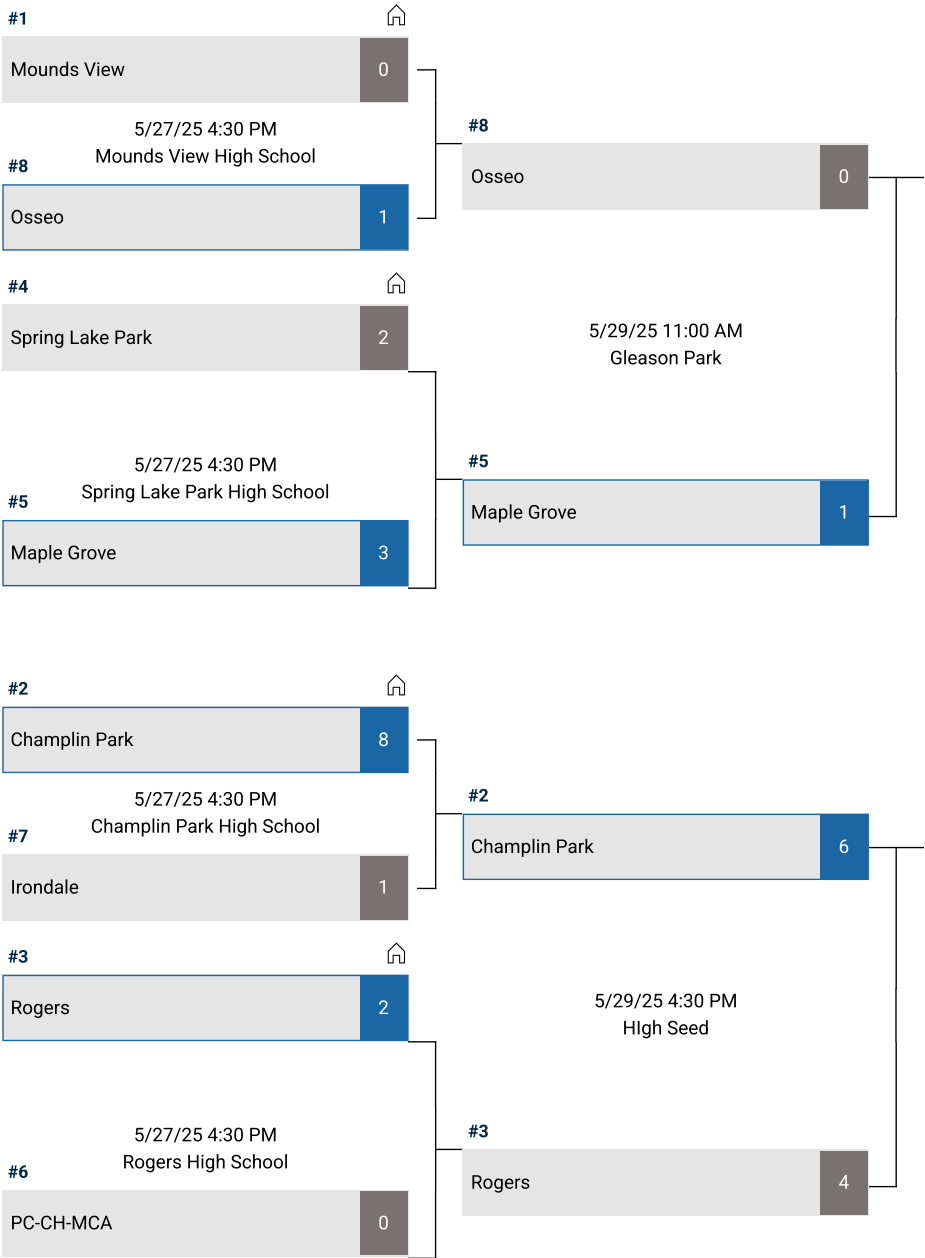 #1
Mounds View 0
5/27/25 4:30 PM
Mounds View High School
#8
Osseo 1
#8
Osseo 0
#4
Spring Lake Park 2
5/27/25 4:30 PM
Spring Lake Park High School
#5
Maple Grove 3
5/29/25 11:00 AM
Gleason Park
#5
Maple Grove 1
#2
Champlin Park 8
5/27/25 4:30 PM
Champlin Park High School
#7
Irondale 1
#2
Champlin Park 6
#3
Rogers 2
5/27/25 4:30 PM
Rogers High School
#6
PC-CH-MCA 0
5/29/25 4:30 PM
HIgh Seed
#3
Rogers 4